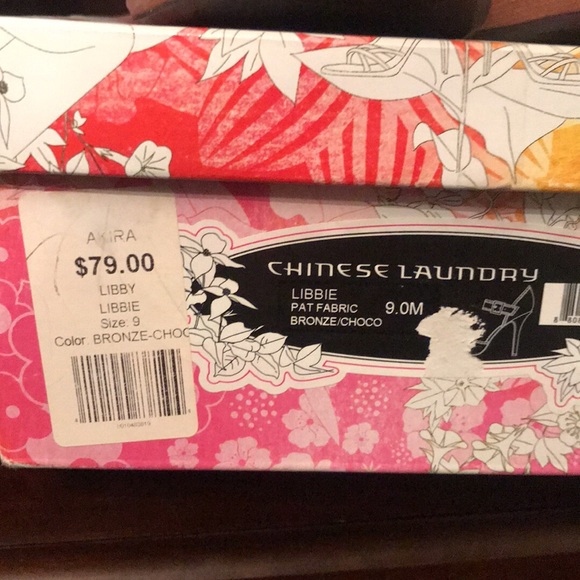 AKIRA
$79.00
LIBBY
LIBBIE
Size: 9
Color: BRONZE-CHOC
CHINESE LAUNDRY
LIBBIE
PAT FABRIC 9.0M
BRONZE/CHOCO